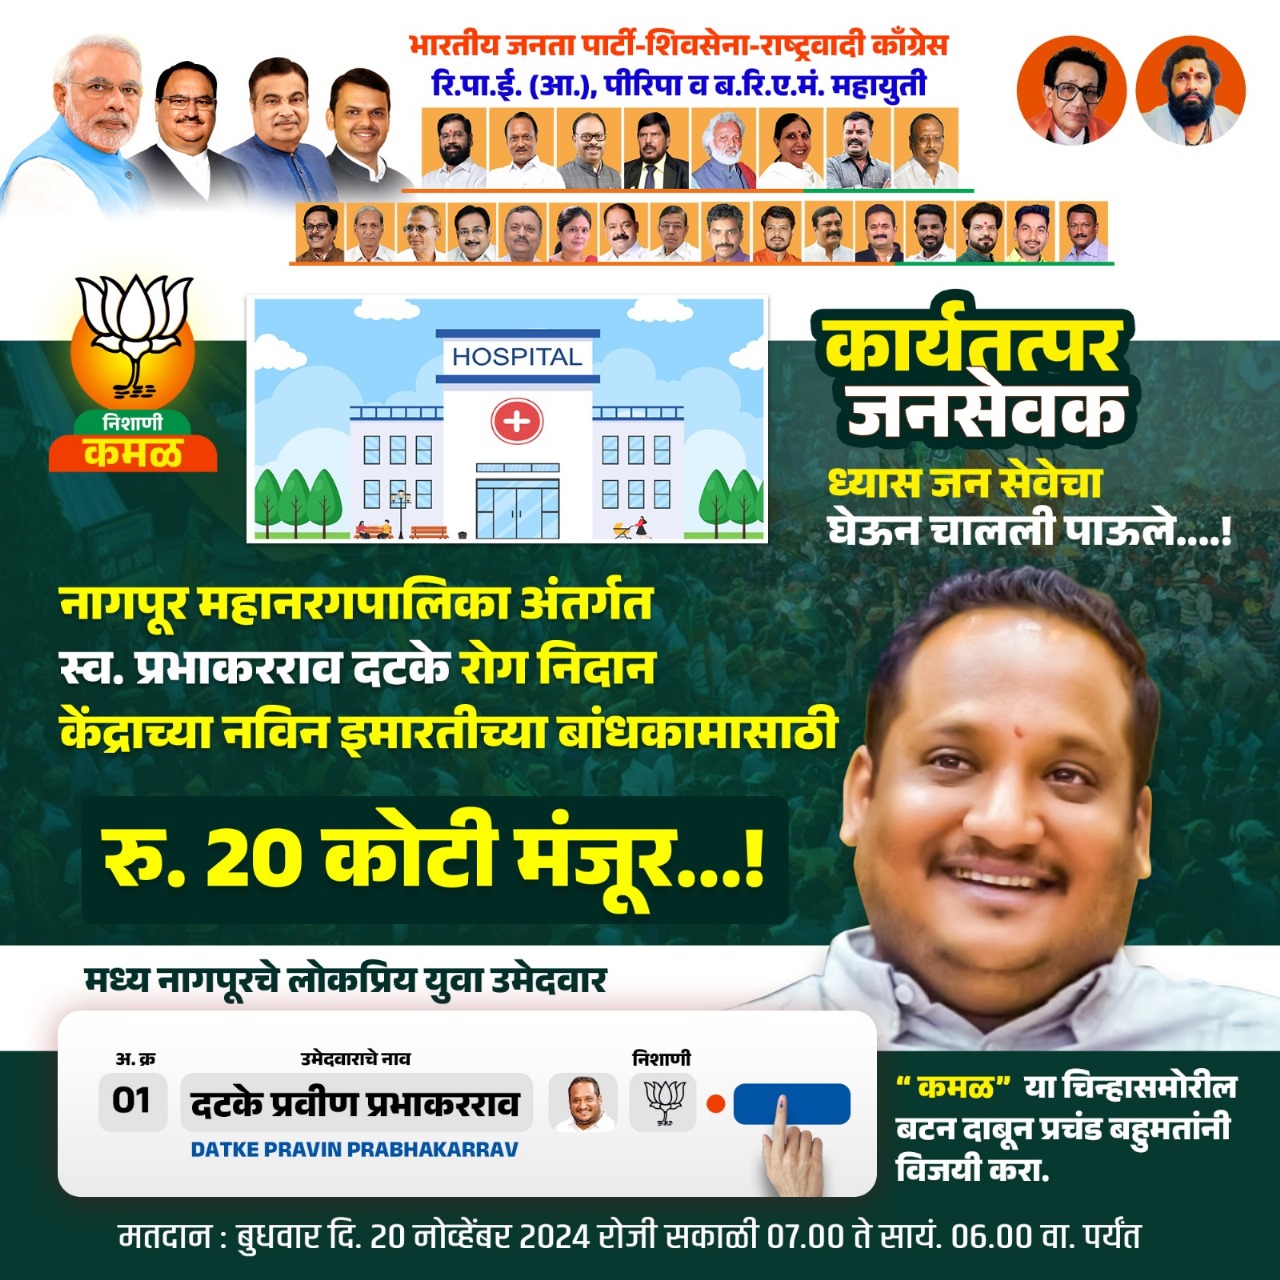 भारतीय जनता पार्टी-शिवसेना-राष्ट्रवादी काँग्रेस
रि.पा.ई. (आ.), पीरिपा व ब.रि.ए.मं. महायुती
निशाणी
कमळ
HOSPITAL
कार्यतत्पर
जनसेवक
ध्यास जन सेवेचा
घेऊन चालली पाऊले....!
नागपूर महानरगपालिका अंतर्गत
स्व. प्रभाकरराव दटके रोग निदान
केंद्राच्या नविन इमारतीच्या बांधकामासाठी
रु. 20 कोटी मंजूर...!
मध्य नागपूरचे लोकप्रिय युवा उमेदवार
अ. क्र उमेदवाराचे नाव निशाणी
01 दटके प्रवीण प्रभाकरराव
DATKE PRAVIN PRABHAKARRAV
“ कमळ” या चिन्हासमोरील
बटन दाबून प्रचंड बहुमतांनी
विजयी करा.
मतदान : बुधवार दि. 20 नोव्हेंबर 2024 रोजी सकाळी 07.00 ते सायं. 06.00 वा. पर्यंत